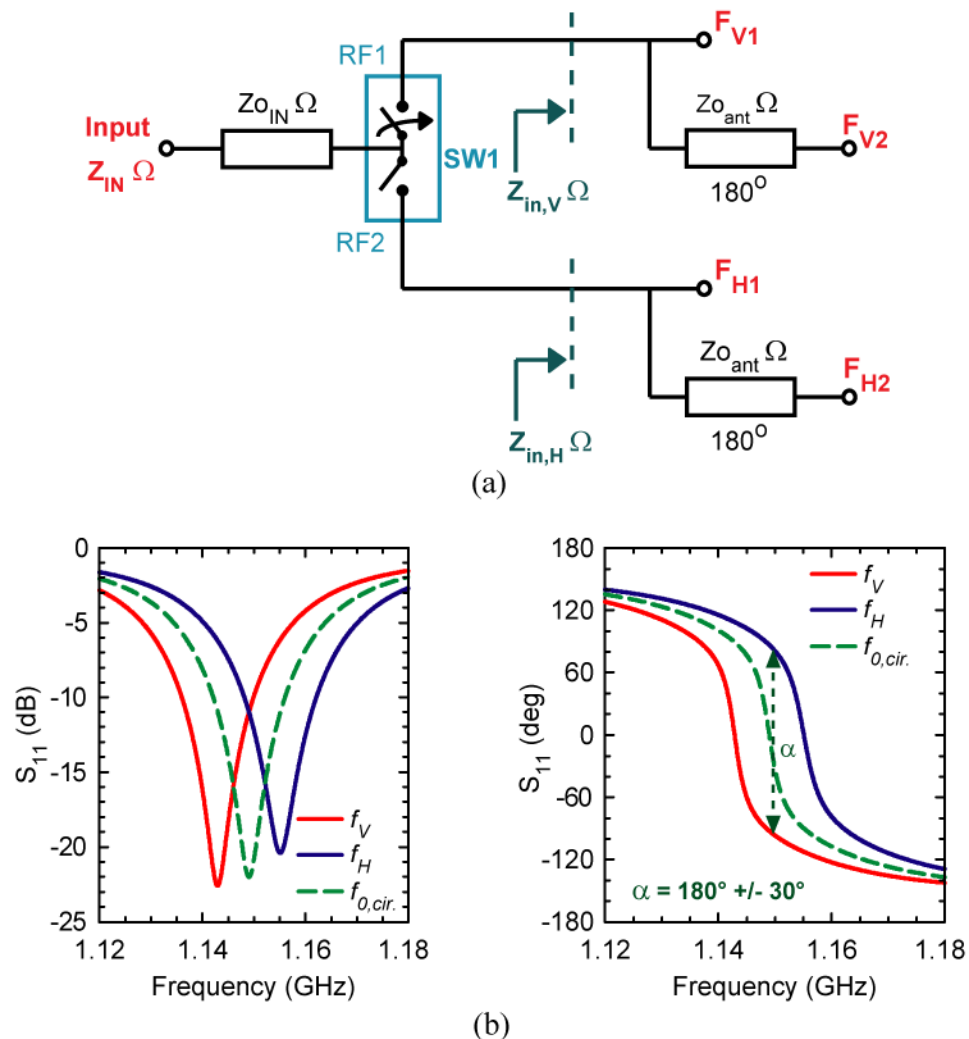 F_V1
RF1
Zo_IN Ω
Zo_ant Ω
Input
F_V2
SW1
Z_IN Ω
Z_in,V Ω
180°
RF2
F_H1
Zo_ant Ω
F_H2
Z_in,H Ω
180°
(a)
0
-5
-10
-15
-20
-25
S_11 (dB)
f_V
f_H
f_0,cir.
1.12 1.14 1.16 1.18
Frequency (GHz)
180
120
60
0
-60
-120
-180
S_11 (deg)
f_V
f_H
f_0,cir.
α
α = 180° +/- 30°
1.12 1.14 1.16 1.18
Frequency (GHz)
(b)